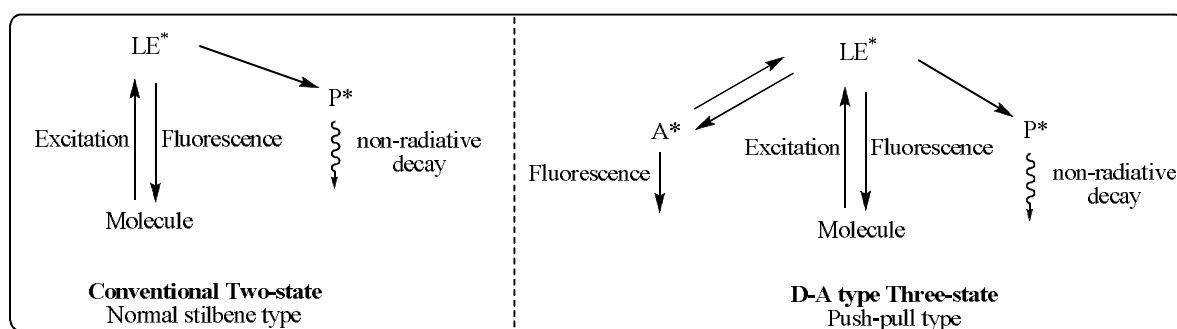 LE*
P*
Excitation
Fluorescence
non-radiative
decay
Molecule
Conventional Two-state
Normal stilbene type
LE*
A*
P*
Fluorescence
Excitation
Fluorescence
non-radiative
decay
Molecule
D-A type Three-state
Push-pull type